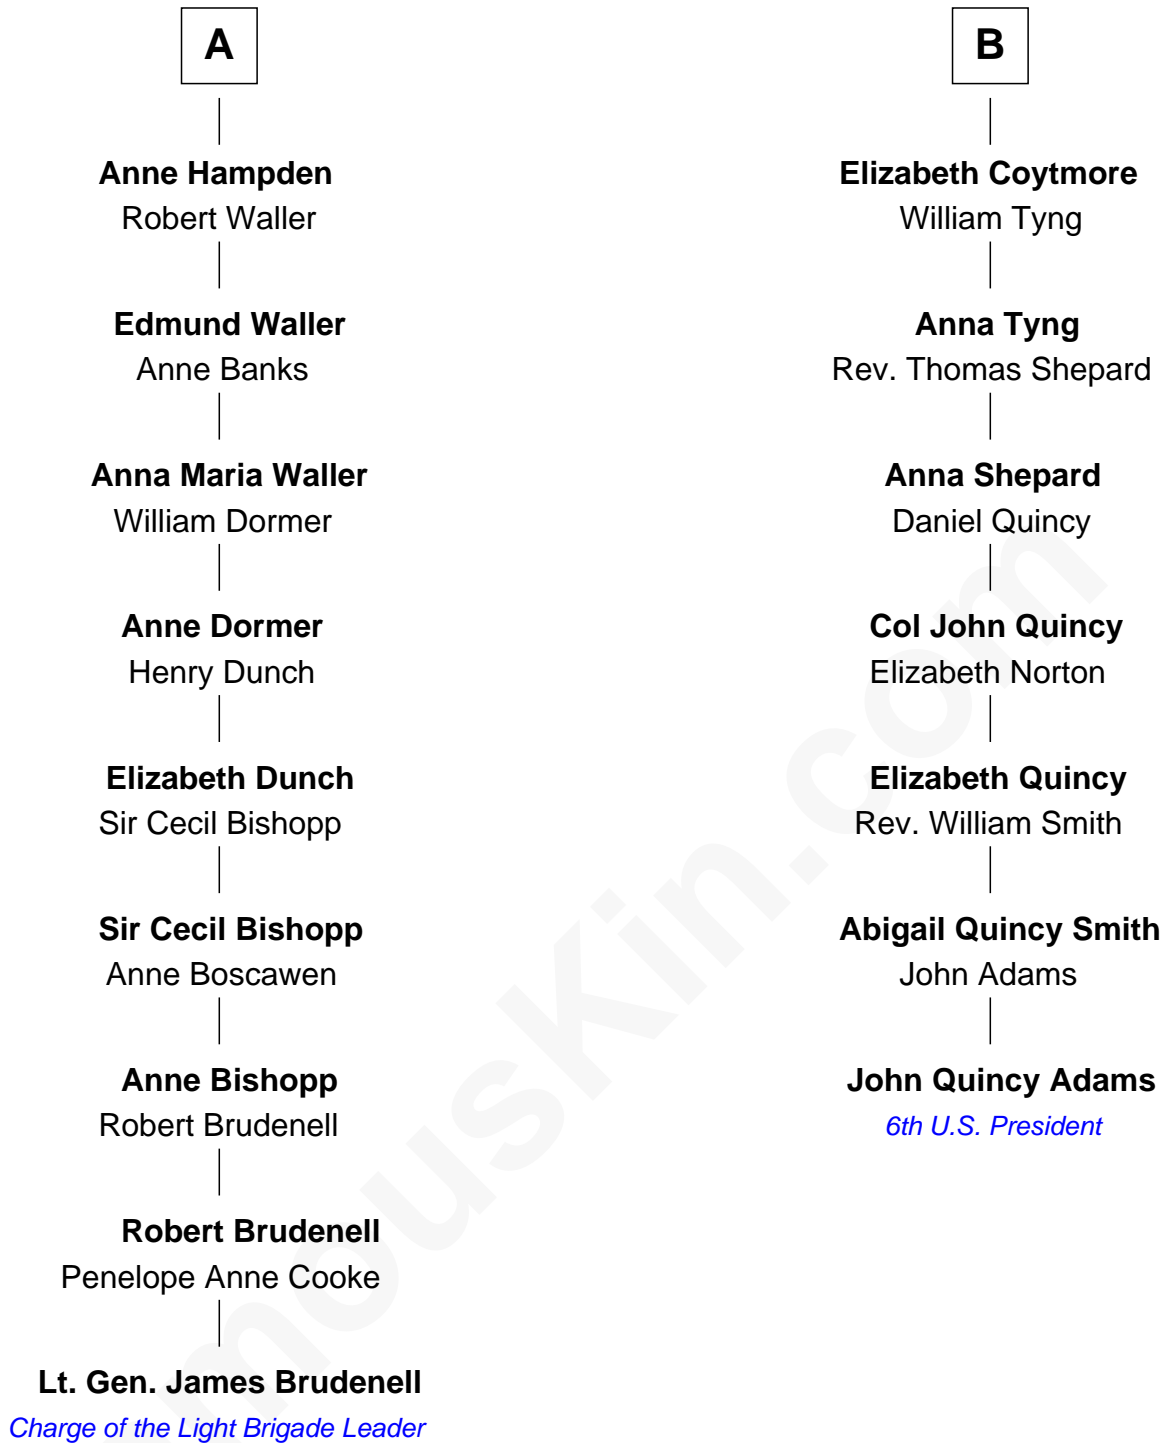 A
Anne Hampden
Robert Waller
Edmund Waller
Anne Banks
Anna Maria Waller
William Dormer
Anne Dormer
Henry Dunch
Elizabeth Dunch
Sir Cecil Bishopp
Sir Cecil Bishopp
Anne Boscawen
Anne Bishopp
Robert Brudenell
Robert Brudenell
Penelope Anne Cooke
Lt. Gen. James Brudenell
Charge of the Light Brigade Leader
B
Elizabeth Coytmore
William Tyng
Anna Tyng
Rev. Thomas Shepard
Anna Shepard
Daniel Quincy
Col John Quincy
Elizabeth Norton
Elizabeth Quincy
Rev. William Smith
Abigail Quincy Smith
John Adams
John Quincy Adams
6th U.S. President
mousKin.com